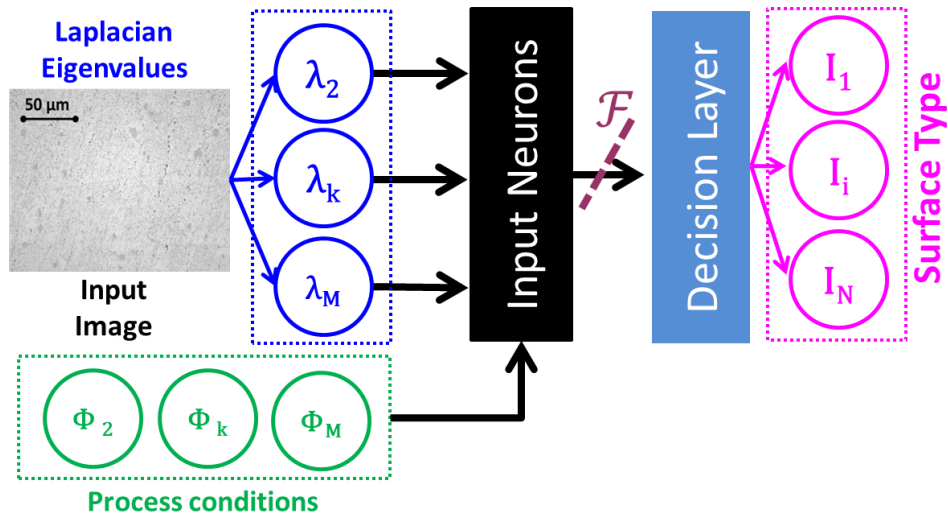 Laplacian
Eigenvalues
50 μm
Input
Image
λ2
λk
λM
Input Neurons
ℱ
Decision Layer
I1
Ii
IN
Surface Type
Φ 2
Φ k
ΦM
Process conditions